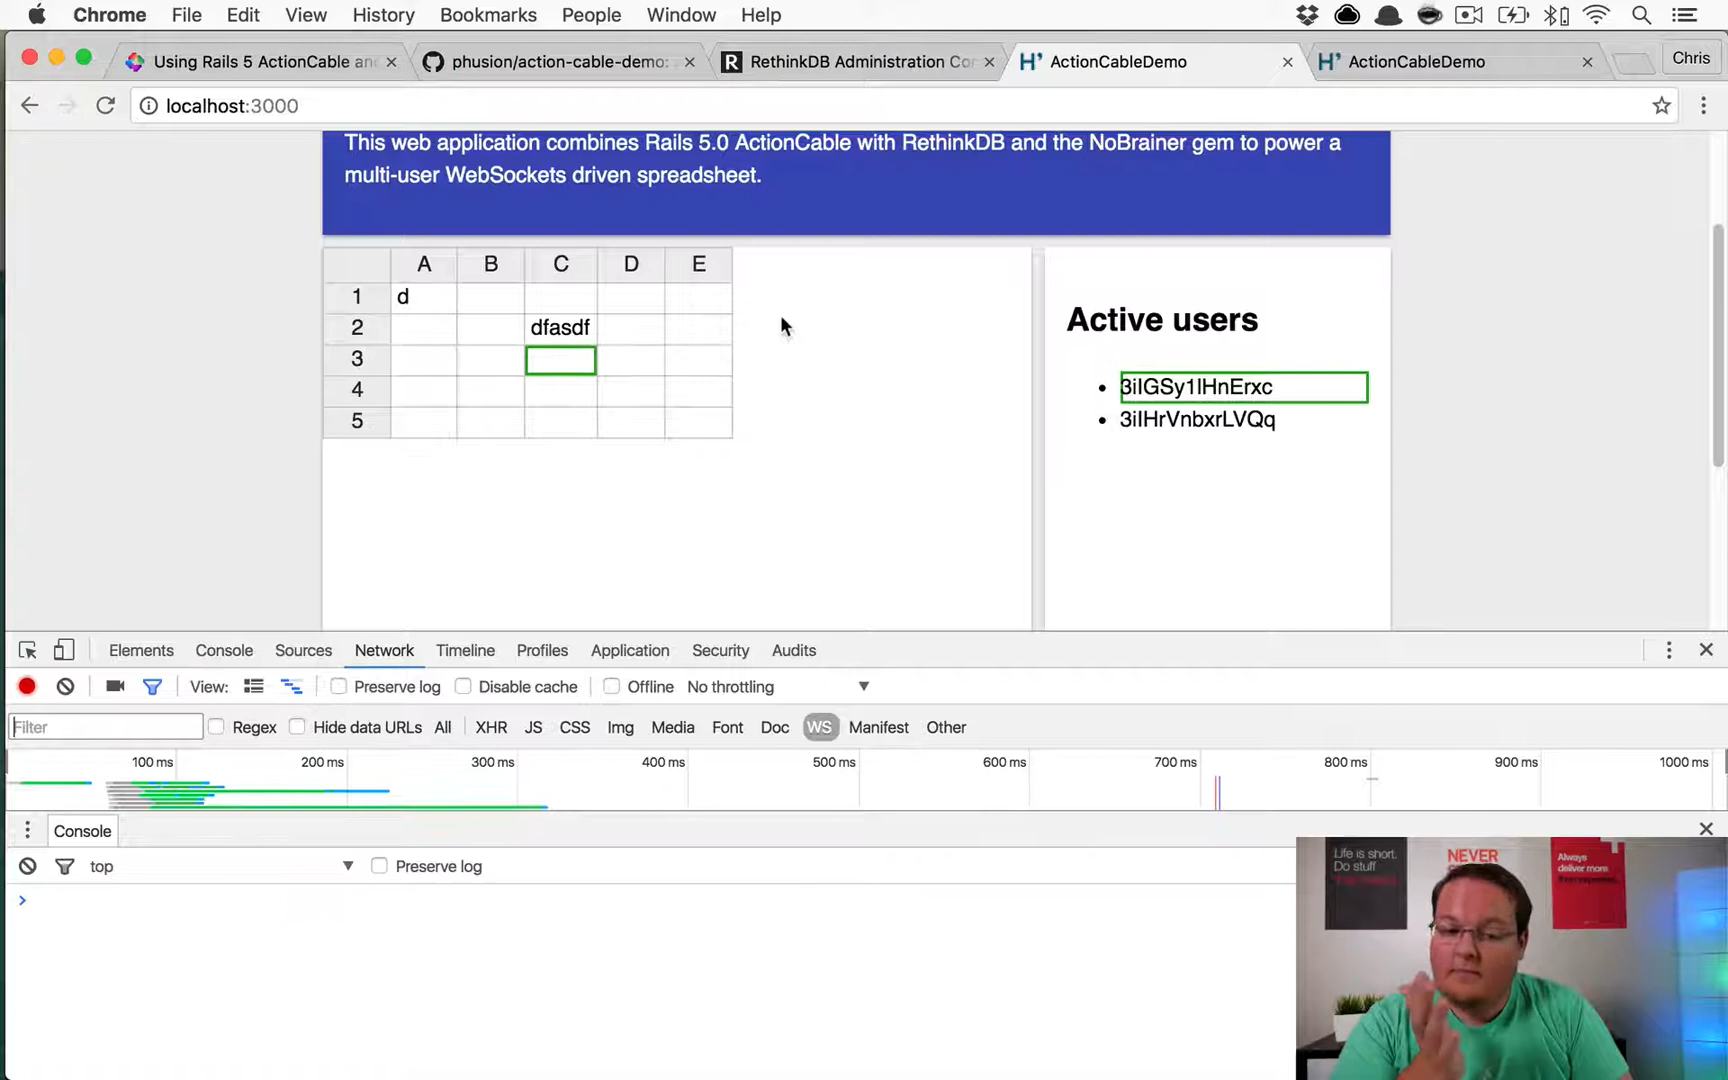 Chrome File Edit View History Bookmarks People Window Help
Using Rails 5 ActionCable an
phusion/action-cable-demo:
RethinkDB Administration Co
ActionCableDemo
ActionCableDemo
Chris
localhost:3000
This web application combines Rails 5.0 ActionCable with RethinkDB and the NoBrainer gem to power a
multi-user WebSockets driven spreadsheet.
A B C D E
1 d
2 dfasdf
3
4
5
Active users
3iIGSy1lHnErxc
3iIHrVnbxrLVQq
Elements Console Sources Network Timeline Profiles Application Security Audits
View: Preserve log Disable cache Offline No throttling
Filter Regex Hide data URLs All XHR JS CSS Img Media Font Doc WS Manifest Other
100 ms 200 ms 300 ms 400 ms 500 ms 600 ms 700 ms 800 ms 900 ms 1000 ms
Console
top Preserve log
Life is short.
Do stuff
NEVER
Always
deliver more